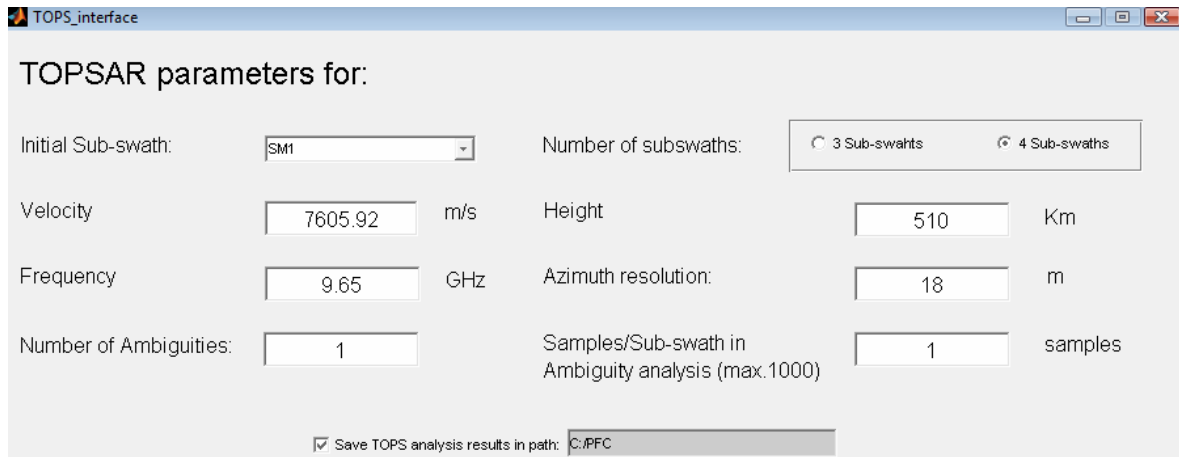 TOPS_interface
TOPSAR parameters for:
Initial Sub-swath: SM1 Number of subswaths: 3 Sub-swahts 4 Sub-swaths
Velocity 7605.92 m/s Height 510 Km
Frequency 9.65 GHz Azimuth resolution: 18 m
Number of Ambiguities: 1 Samples/Sub-swath in 1 samples
Ambiguity analysis (max.1000)
Save TOPS analysis results in path: C:/PFC